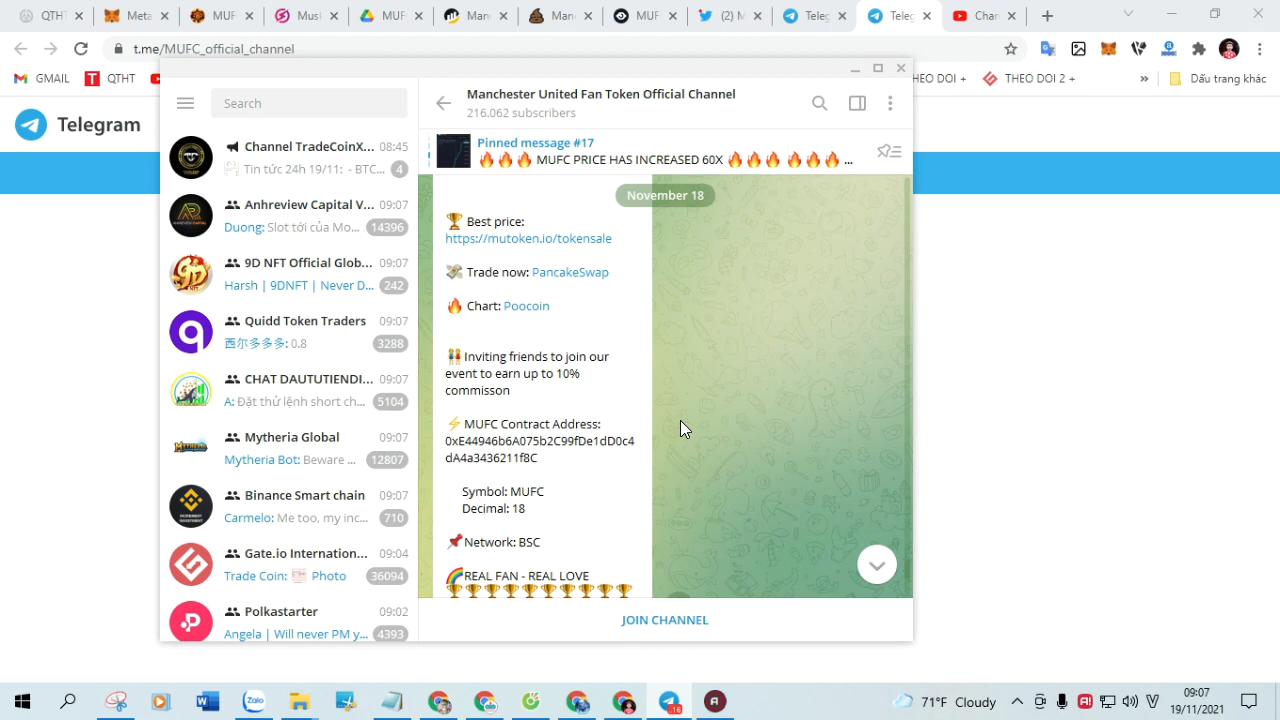 QTHT
Meta
MUF
Musl
MUF
Man
Man
MUF
(2) M
Teleg
Teleg
Chan
t.me/MUFC_official_channel
GMAIL
QTHT
HEO DOI +
THEO DOI 2 +
»
Dấu trang khác
Telegram
Search
Channel TradeCoinX... 08:45
Tin tức 24h 19/11: - BTC... 4
Anhreview Capital V... 09:07
Duong: Slot tới của Mo... 14396
9D NFT Official Glob... 09:07
Harsh | 9DNFT | Never D... 242
Quidd Token Traders 09:07
西尔多多多: 0.8 3288
CHAT DAUTUTIENDI... 09:07
A: Đặt thử lệnh short ch... 5104
Mytheria Global 09:07
Mytheria Bot: Beware ... 12807
Binance Smart chain 09:07
Carmelo: Me too, my inc... 710
Gate.io Internation... 09:04
Trade Coin: Photo 36094
Polkastarter 09:02
Angela | Will never PM y... 4393
Manchester United Fan Token Official Channel
216.062 subscribers
Pinned message #17
🔥🔥🔥 MUFC PRICE HAS INCREASED 60X 🔥🔥🔥 🔥🔥🔥 ...
November 18
🏆 Best price:
https://mutoken.io/tokensale
💸 Trade now: PancakeSwap
🔥 Chart: Poocoin
👭Inviting friends to join our
event to earn up to 10%
commisson
⚡MUFC Contract Address:
0xE44946b6A075b2C99fDe1dD0c4
dA4a3436211f8C
Symbol: MUFC
Decimal: 18
📌Network: BSC
🌈REAL FAN - REAL LOVE
🏆🏆🏆🏆🏆🏆🏆🏆🏆🏆
JOIN CHANNEL
Zalo
16
71°F Cloudy
09:07
19/11/2021